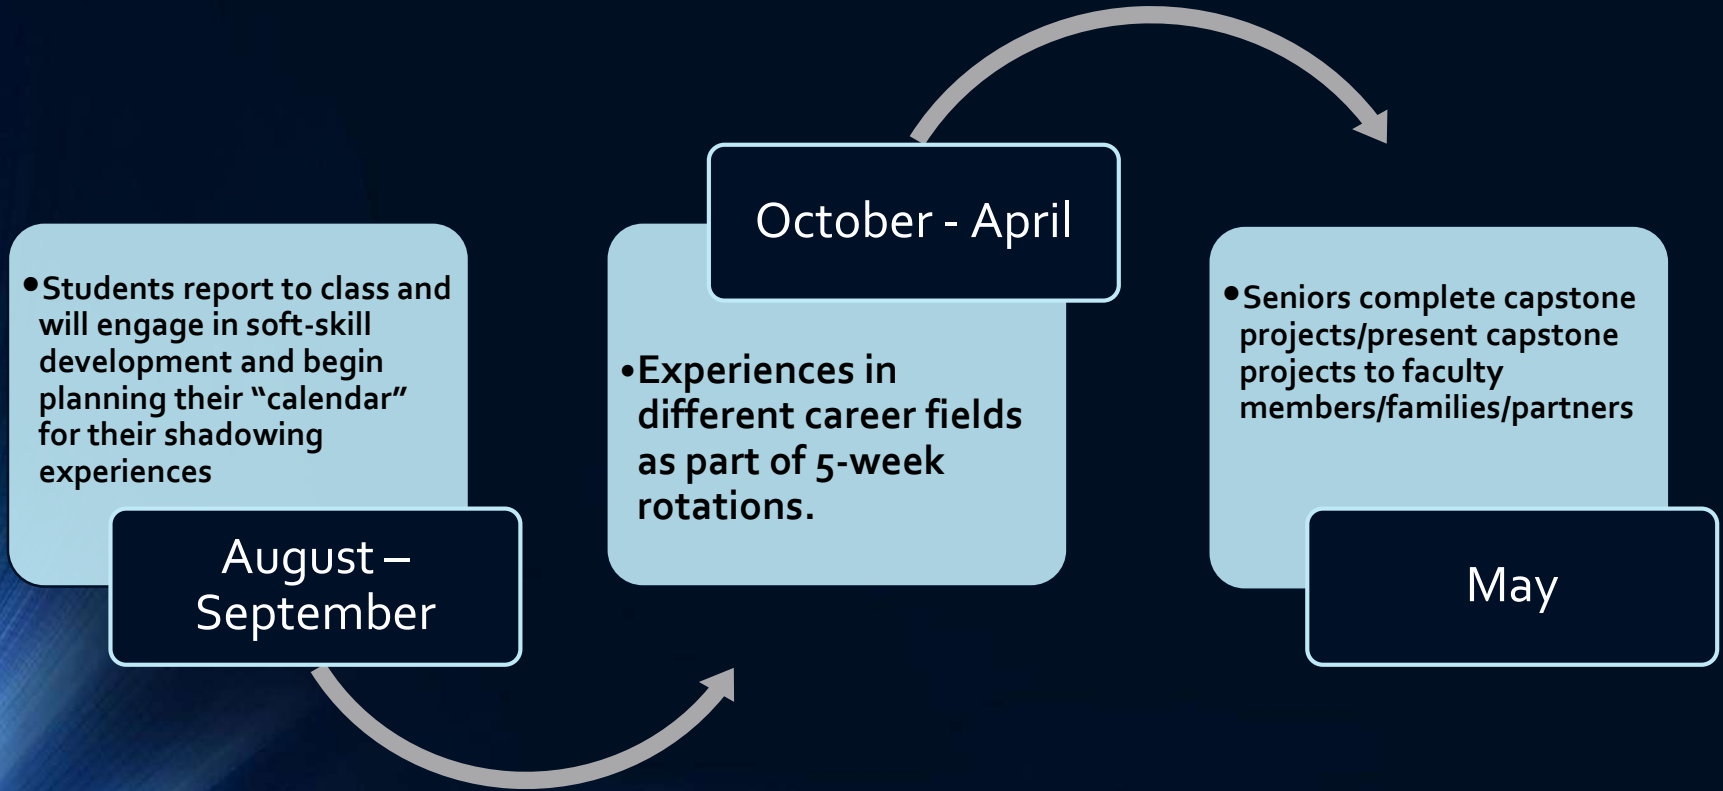 •Students report to class and
will engage in soft-skill
development and begin
planning their “calendar”
for their shadowing
experiences
August –
September
October - April
•Experiences in
different career fields
as part of 5-week
rotations.
•Seniors complete capstone
projects/present capstone
projects to faculty
members/families/partners
May